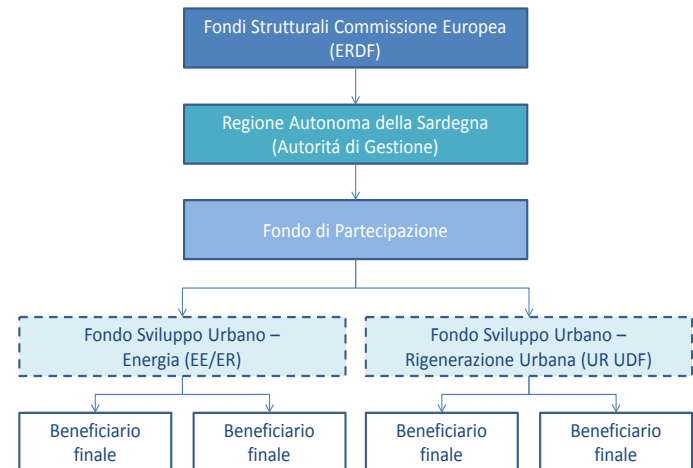 Fondi Strutturali Commissione Europea
(ERDF)
Regione Autonoma della Sardegna
(Autoritá di Gestione)
Fondo di Partecipazione
Fondo Sviluppo Urbano –
Energia (EE/ER)
Fondo Sviluppo Urbano –
Rigenerazione Urbana (UR UDF)
Beneficiario
finale
Beneficiario
finale
Beneficiario
finale
Beneficiario
finale